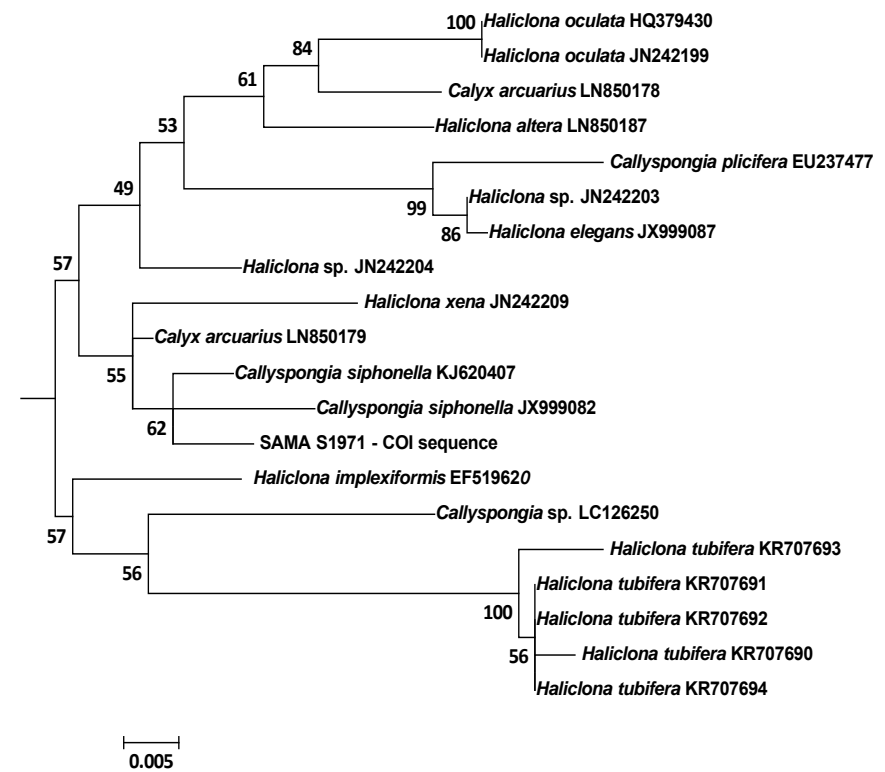 100
Haliclona oculata HQ379430
84
Haliclona oculata JN242199
61
Calyx arcuarius LN850178
53
Haliclona altera LN850187
Callyspongia plicifera EU237477
49
Haliclona sp. JN242203
99
86
Haliclona elegans JX999087
57
Haliclona sp. JN242204
Haliclona xena JN242209
Calyx arcuarius LN850179
55
Callyspongia siphonella KJ620407
Callyspongia siphonella JX999082
62
SAMA S1971 - COI sequence
Haliclona implexiformis EF519620
Callyspongia sp. LC126250
57
Haliclona tubifera KR707693
56
Haliclona tubifera KR707691
100
Haliclona tubifera KR707692
56
Haliclona tubifera KR707690
Haliclona tubifera KR707694
0.005